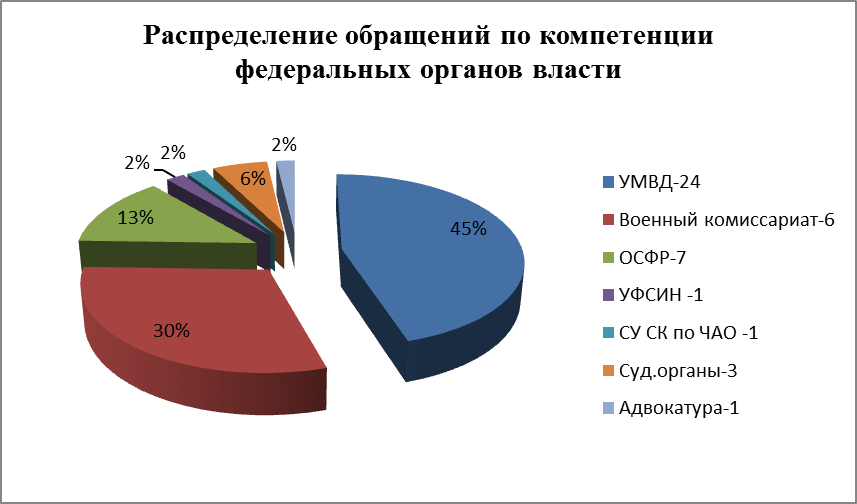 Распределение обращений по компетенции
федеральных органов власти
2%
2%
2%
6%
13%
45%
30%
УМВД-24
Военный комиссариат-6
ОСФР-7
УФСИН -1
СУ СК по ЧАО -1
Суд.органы-3
Адвокатура-1